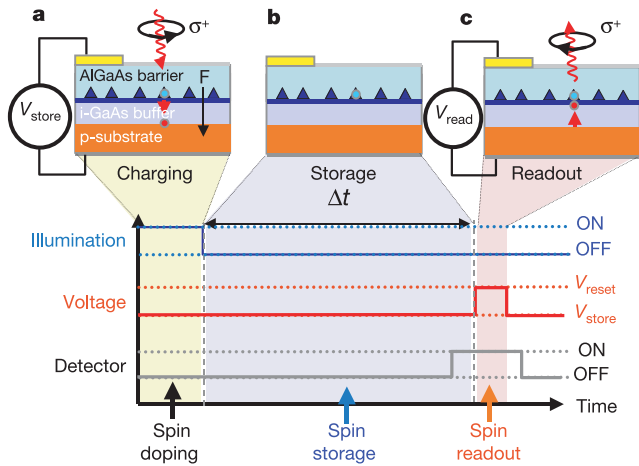 a
b
c
σ+
σ+
AlGaAs barrier
F
i-GaAs buffer
p-substrate
Vstore
Vread
Charging
Storage
Readout
Δt
Illumination
ON
OFF
Voltage
Vreset
Vstore
Detector
ON
OFF
Time
Spin doping
Spin storage
Spin readout